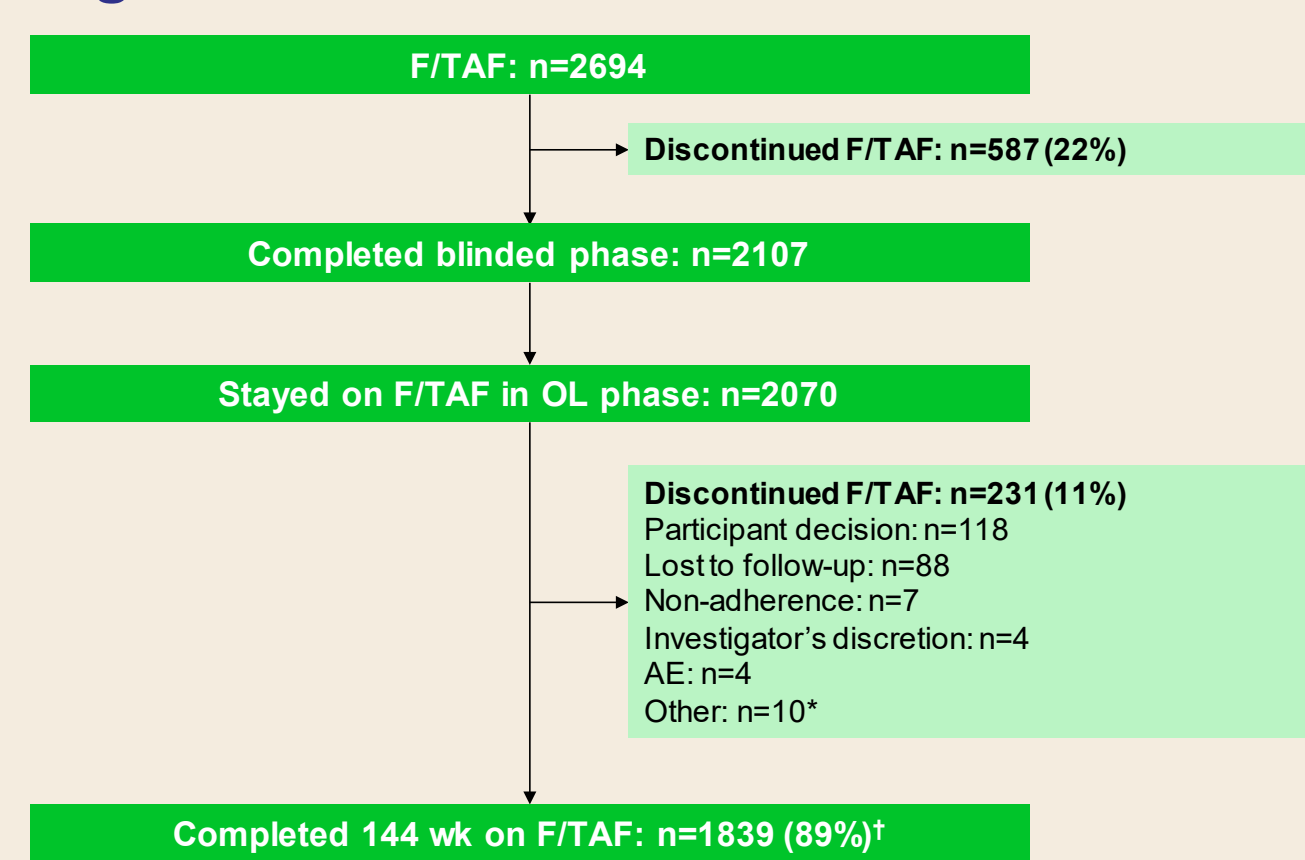 F/TAF: n=2694
Discontinued F/TAF: n=587 (22%)
Completed blinded phase: n=2107
Stayed on F/TAF in OL phase: n=2070
Discontinued F/TAF: n=231 (11%)
Participant decision: n=118
Lost to follow-up: n=88
Non-adherence: n=7
Investigator’s discretion: n=4
AE: n=4
Other: n=10*
Completed 144 wk on F/TAF: n=1839 (89%)†